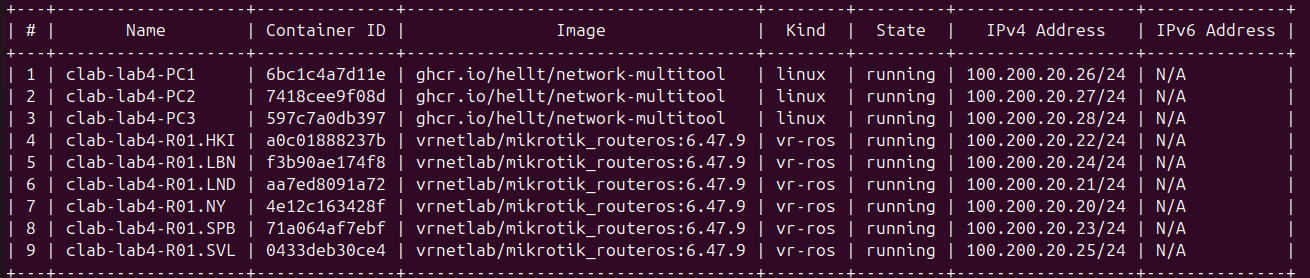 +---+-------------------+--------------+----------------------------------+--------+---------+------------------+--------------+
| # |       Name        | Container ID |              Image               |  Kind  |  State  |   IPv4 Address   | IPv6 Address |
+---+-------------------+--------------+----------------------------------+--------+---------+------------------+--------------+
| 1 | clab-lab4-PC1     | 6bc1c4a7d11e | ghcr.io/hellt/network-multitool  | linux  | running | 100.200.20.26/24 | N/A          |
| 2 | clab-lab4-PC2     | 7418cee9f08d | ghcr.io/hellt/network-multitool  | linux  | running | 100.200.20.27/24 | N/A          |
| 3 | clab-lab4-PC3     | 597c7a0db397 | ghcr.io/hellt/network-multitool  | linux  | running | 100.200.20.28/24 | N/A          |
| 4 | clab-lab4-R01.HKI | a0c01888237b | vrnetlab/mikrotik_routeros:6.47.9 | vr-ros | running | 100.200.20.22/24 | N/A          |
| 5 | clab-lab4-R01.LBN | f3b90ae174f8 | vrnetlab/mikrotik_routeros:6.47.9 | vr-ros | running | 100.200.20.24/24 | N/A          |
| 6 | clab-lab4-R01.LND | aa7ed8091a72 | vrnetlab/mikrotik_routeros:6.47.9 | vr-ros | running | 100.200.20.21/24 | N/A          |
| 7 | clab-lab4-R01.NY  | 4e12c163428f | vrnetlab/mikrotik_routeros:6.47.9 | vr-ros | running | 100.200.20.20/24 | N/A          |
| 8 | clab-lab4-R01.SPB | 71a064af7ebf | vrnetlab/mikrotik_routeros:6.47.9 | vr-ros | running | 100.200.20.23/24 | N/A          |
| 9 | clab-lab4-R01.SVL | 0433deb30ce4 | vrnetlab/mikrotik_routeros:6.47.9 | vr-ros | running | 100.200.20.25/24 | N/A          |
+---+-------------------+--------------+----------------------------------+--------+---------+------------------+--------------+